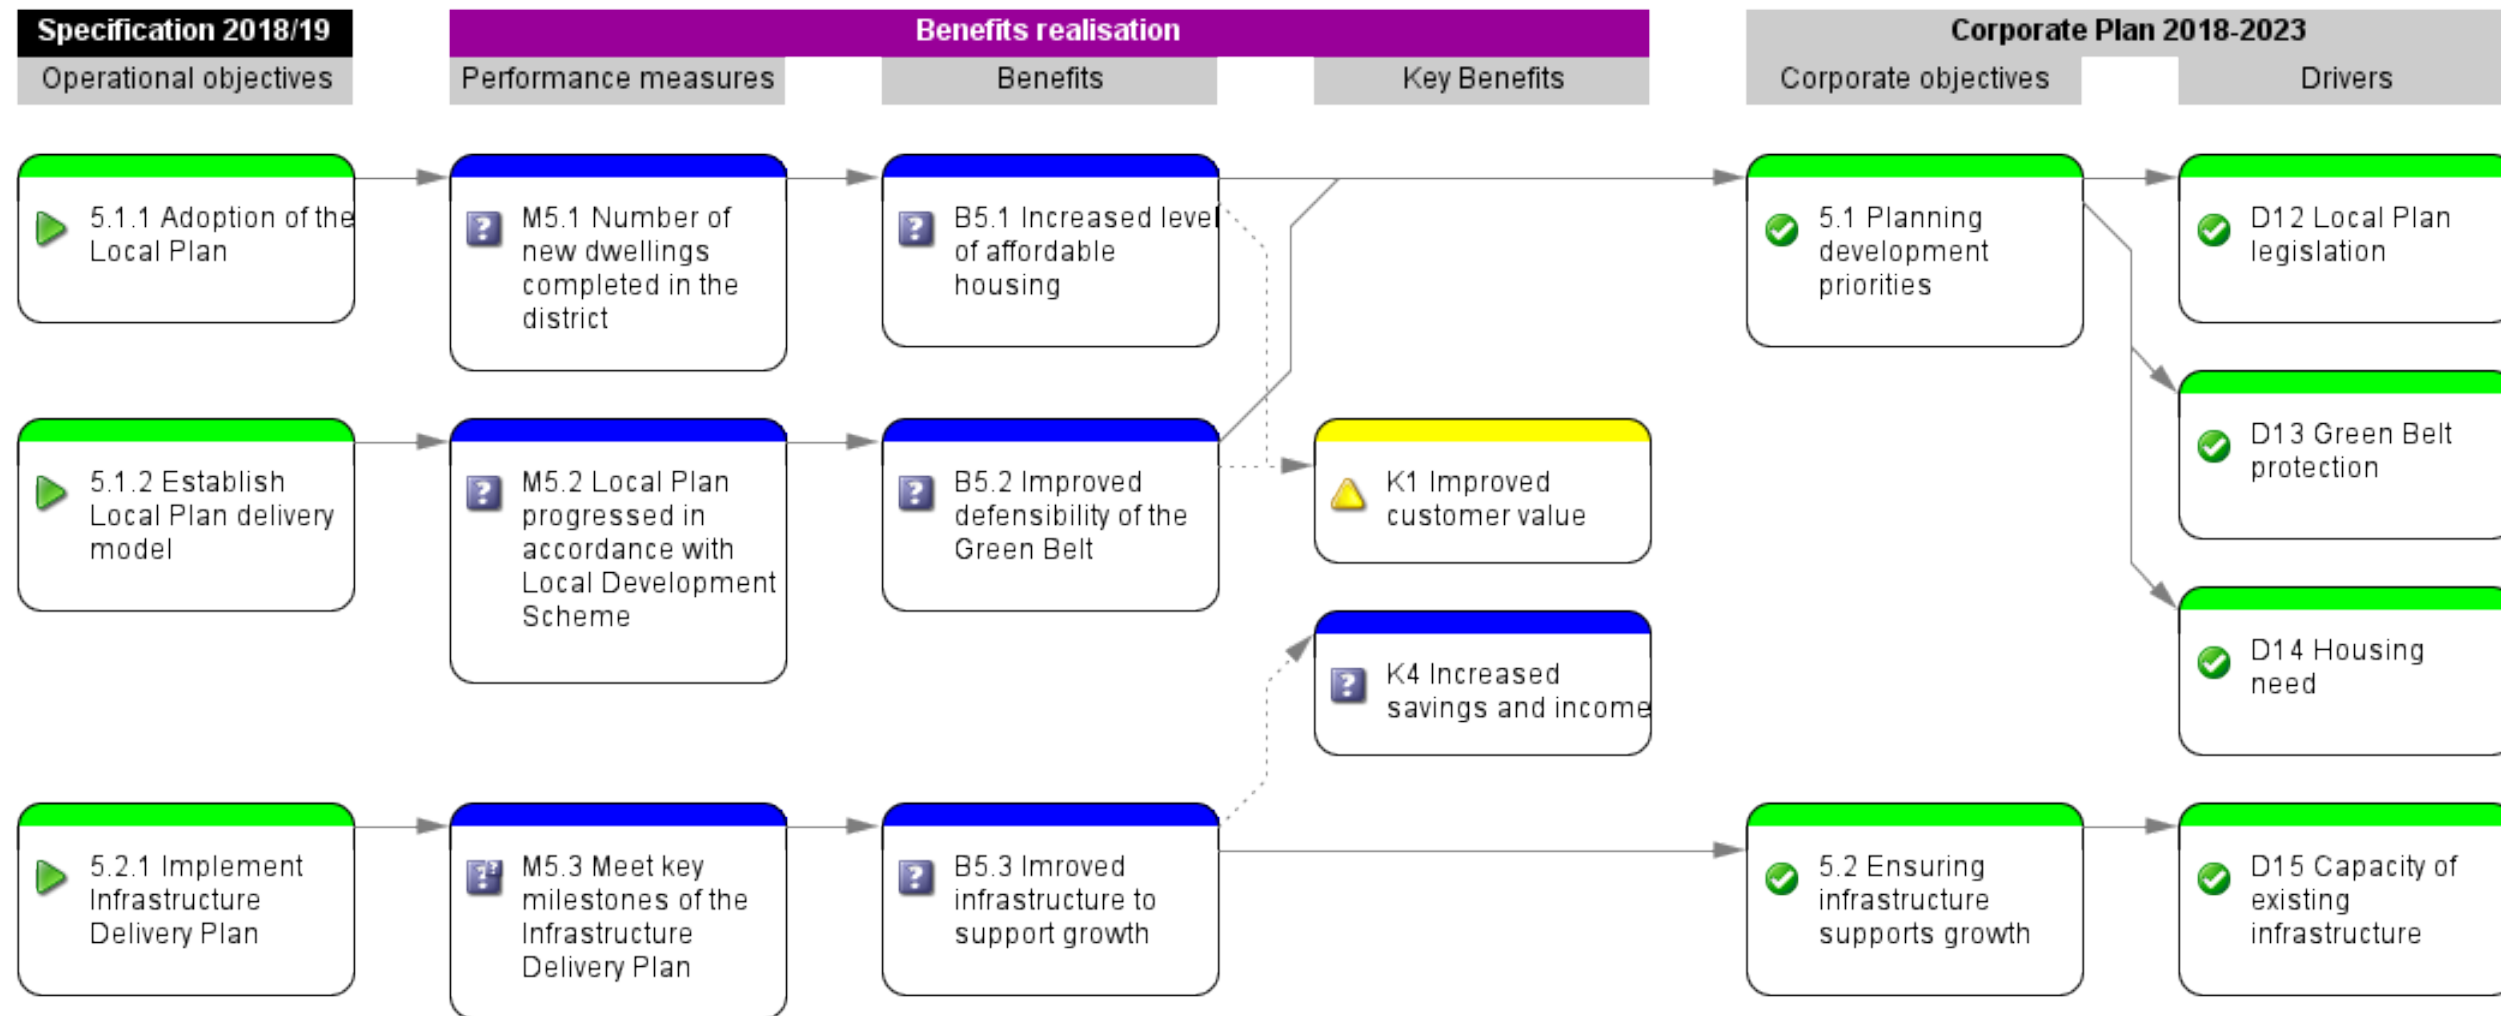 Specification 2018/19
Benefits realisation
Corporate Plan 2018-2023
Operational objectives
Performance measures
Benefits
Key Benefits
Corporate objectives
Drivers
5.1.1 Adoption of the
Local Plan
M5.1 Number of
new dwellings
completed in the
district
B5.1 Increased level
of affordable
housing
5.1 Planning
development
priorities
D12 Local Plan
legislation
D13 Green Belt
protection
5.1.2 Establish
Local Plan delivery
model
M5.2 Local Plan
progressed in
accordance with
Local Development
Scheme
B5.2 Improved
defensibility of the
Green Belt
K1 Improved
customer value
K4 Increased
savings and income
D14 Housing
need
5.2.1 Implement
Infrastructure
Delivery Plan
M5.3 Meet key
milestones of the
Infrastructure
Delivery Plan
B5.3 Imroved
infrastructure to
support growth
5.2 Ensuring
infrastructure
supports growth
D15 Capacity of
existing
infrastructure